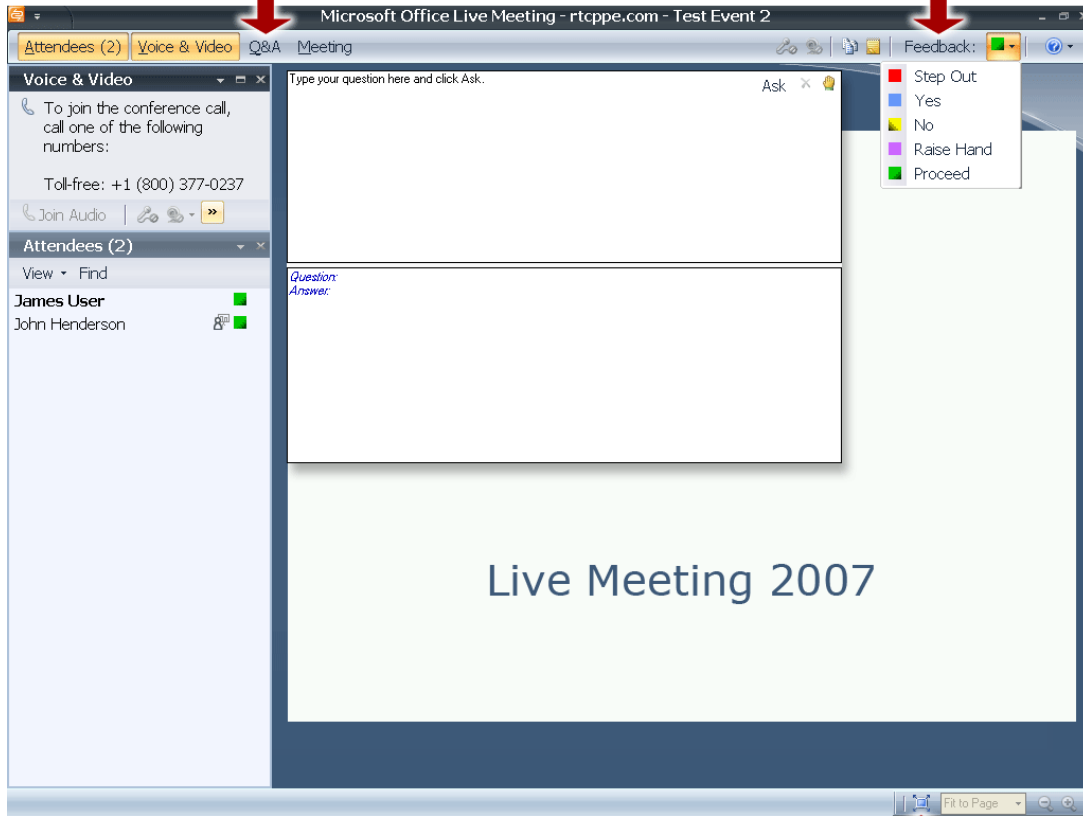 Microsoft Office Live Meeting - rtcppe.com - Test Event 2
Attendees (2) Voice & Video Q&A Meeting Feedback:
Voice & Video
To join the conference call,
call one of the following
numbers:
Toll-free: +1 (800) 377-0237
Join Audio
Attendees (2)
View Find
James User
John Henderson
Type your question here and click Ask.
Ask
Question:
Answer:
Step Out
Yes
No
Raise Hand
Proceed
Live Meeting 2007
Fit to Page